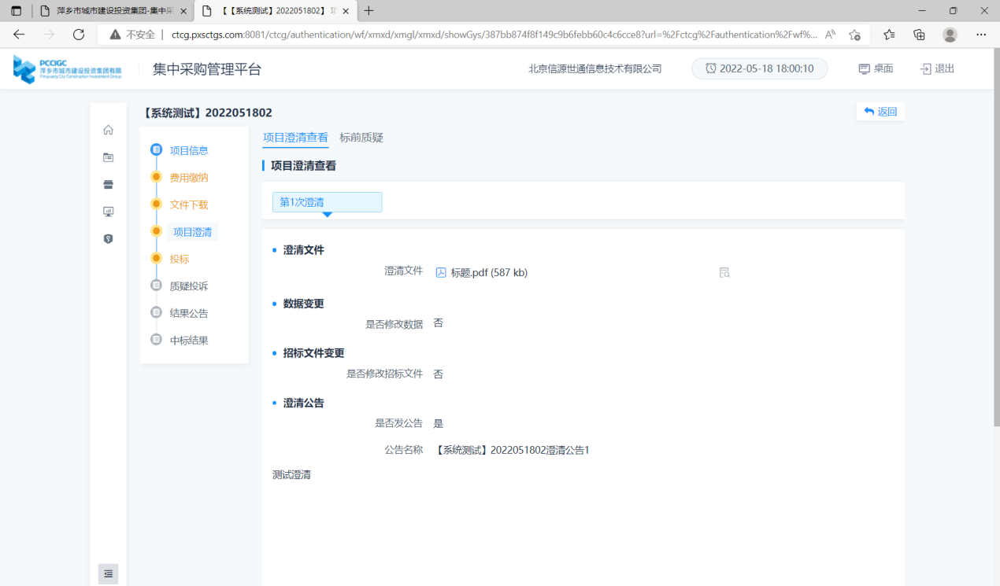 萍乡市城市建设投资集团-集中采
【【系统测试】2022051802】 项
不安全
ctcg.pxsctgs.com:8081/ctcg/authentication/wf/xmxd/xmgl/xmxd/showGys/387bb874f8f149c9b6febb60c4c6cce8?url=%2Fctcg%2Fauthentication%2Fwf%...
PCCIGC
萍乡市城市建设投资集团有限
Pingxiang City Construction Investment Group
集中采购管理平台
北京信源世通信息技术有限公司
2022-05-18 18:00:10
桌面
退出
【系统测试】2022051802
返回
项目信息
费用缴纳
文件下载
项目澄清
投标
质疑投诉
结果公告
中标结果
项目澄清查看 标前质疑
项目澄清查看
第1次澄清
澄清文件
澄清文件 标题.pdf (587 kb)
数据变更
是否修改数据 否
招标文件变更
是否修改招标文件 否
澄清公告
是否发公告 是
公告名称 【系统测试】2022051802澄清公告1
测试澄清